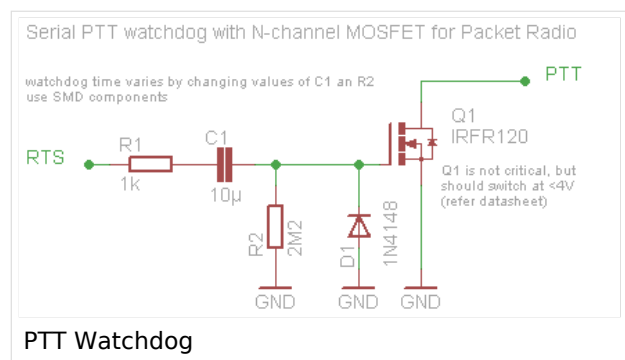 Serial PTT watchdog with N-channel MOSFET for Packet Radio
watchdog time varies by changing values of C1 an R2
use SMD components
PTT
Q1
IRFR120
RTS
R1
1k
C1
10µ
Q1 is not critical, but
should switch at <4V
(refer datasheet)
R2
2M2
D1
1N4148
GND
GND
GND
PTT Watchdog